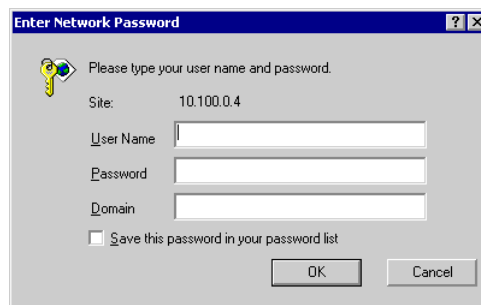 Enter Network Password
Please type your user name and password.
Site: 10.100.0.4
User Name
Password
Domain
Save this password in your password list
OK Cancel